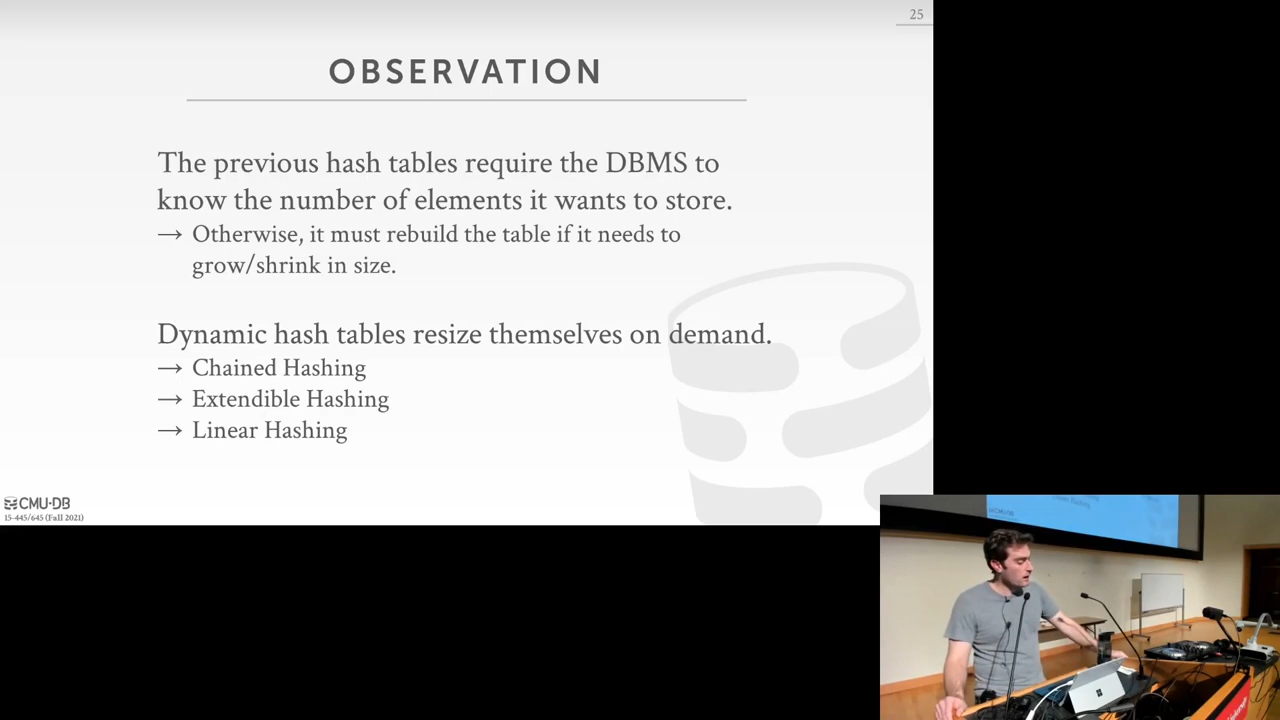 25
OBSERVATION
The previous hash tables require the DBMS to
know the number of elements it wants to store.
→ Otherwise, it must rebuild the table if it needs to
grow/shrink in size.
Dynamic hash tables resize themselves on demand.
→ Chained Hashing
→ Extendible Hashing
→ Linear Hashing
CMU·DB
15-445/645 (Fall 2021)